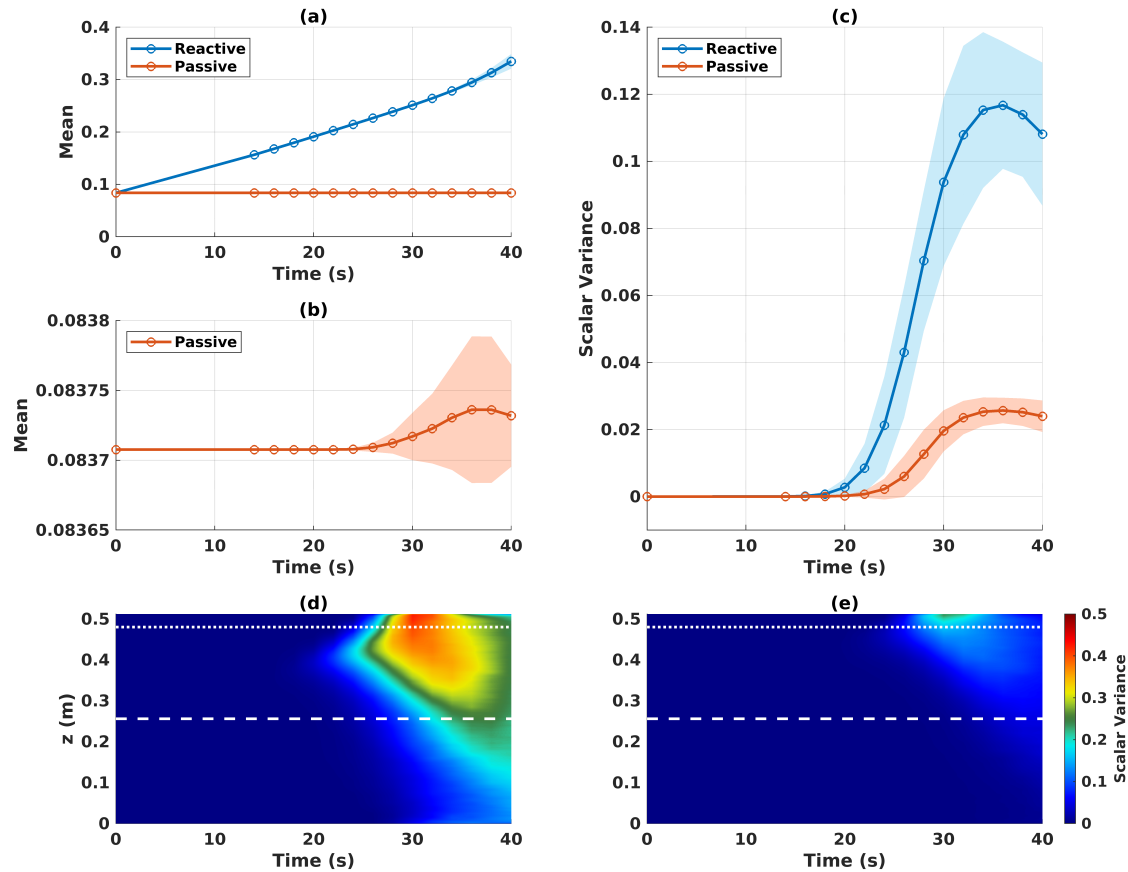 (a)
0.4
0.3
0.2
0.1
0
Mean
Reactive
Passive
0 10 20 30 40
Time (s)
(b)
0.0838
0.08375
0.0837
0.08365
Mean
Passive
0 10 20 30 40
Time (s)
(c)
0.14
0.12
0.1
0.08
0.06
0.04
0.02
0
Scalar Variance
Reactive
Passive
0 10 20 30 40
Time (s)
(d)
0.5
0.4
0.3
0.2
0.1
0
z (m)
0 10 20 30 40
Time (s)
(e)
0 10 20 30 40
Time (s)
0.5
0.4
0.3
0.2
0.1
0
Scalar Variance